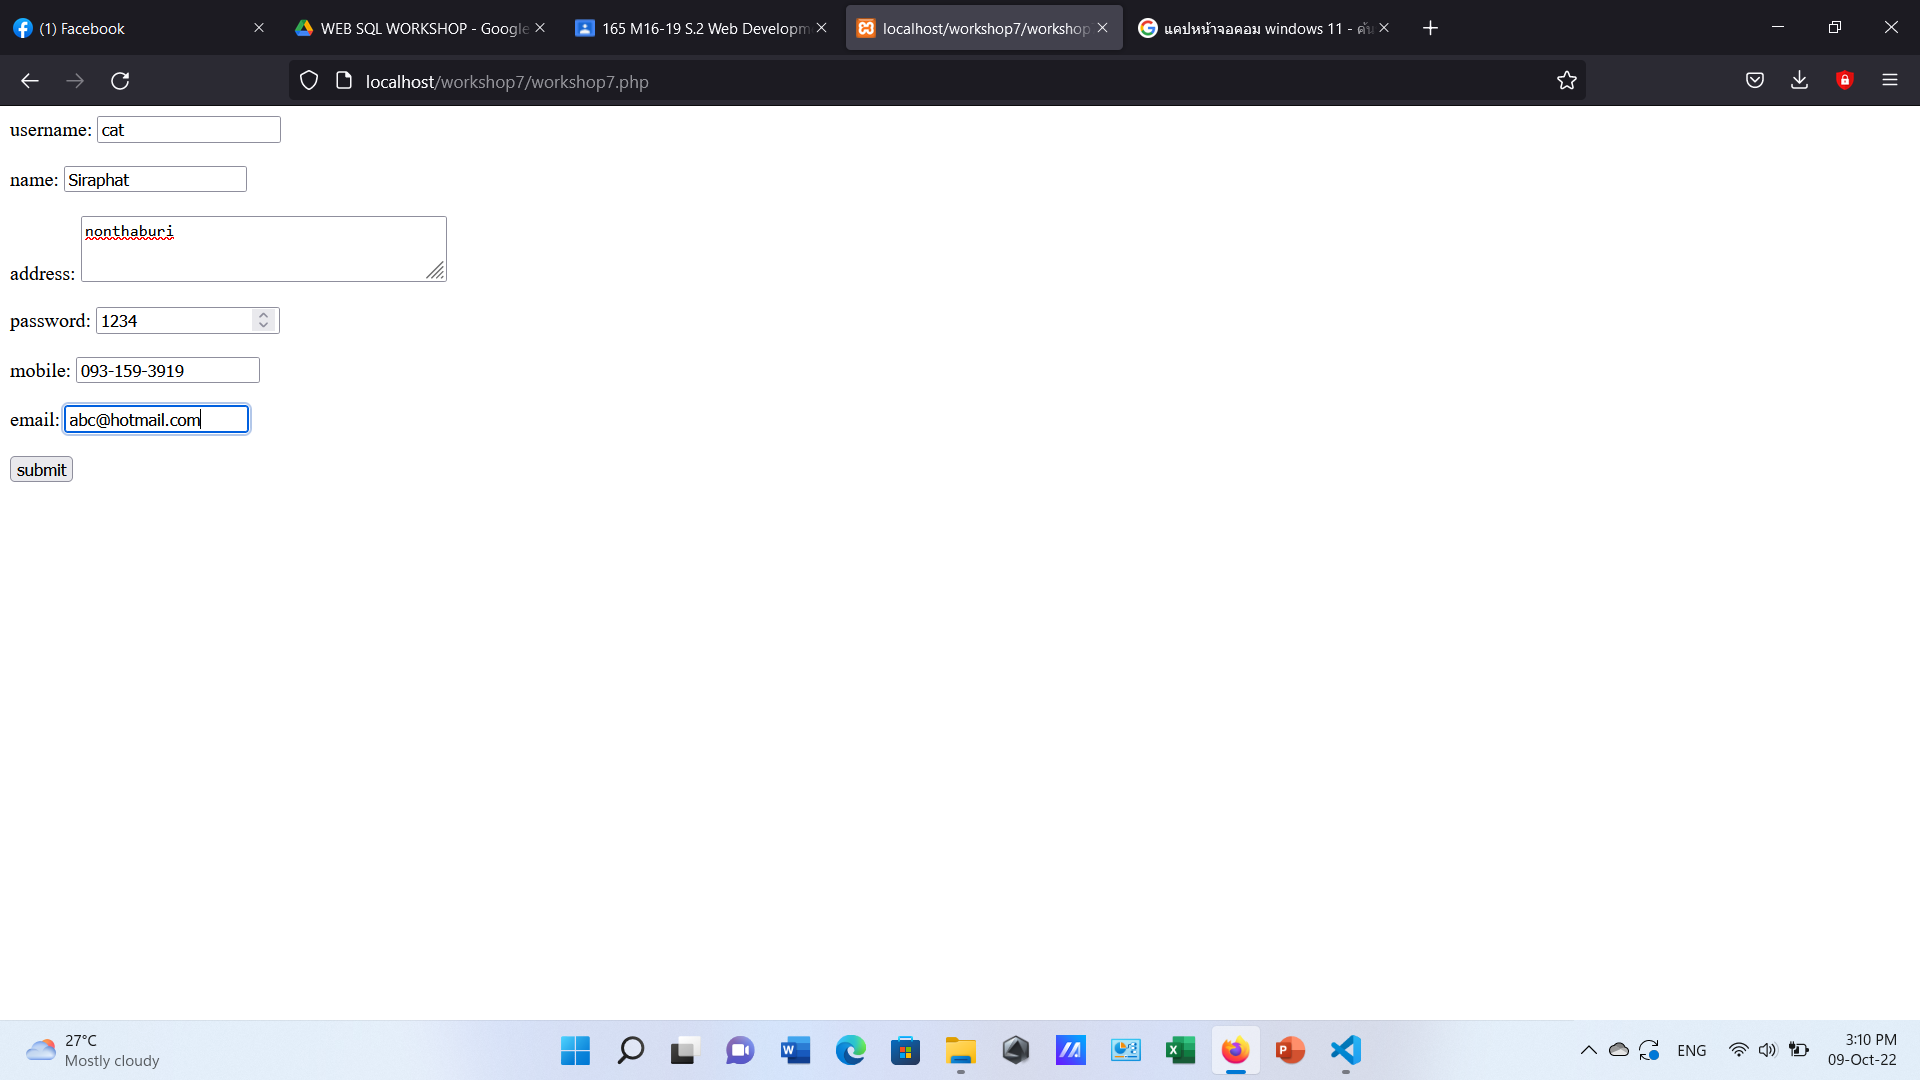 (1) Facebook
WEB SQL WORKSHOP - Google
165 M16-19 S.2 Web Developm
localhost/workshop7/workshop
แคปหน้าจอคอม windows 11 - ค้น
localhost/workshop7/workshop7.php
username: cat
name: Siraphat
address: nonthaburi
password: 1234
mobile: 093-159-3919
email: abc@hotmail.com
submit
27°C
Mostly cloudy
ENG
3:10 PM
09-Oct-22